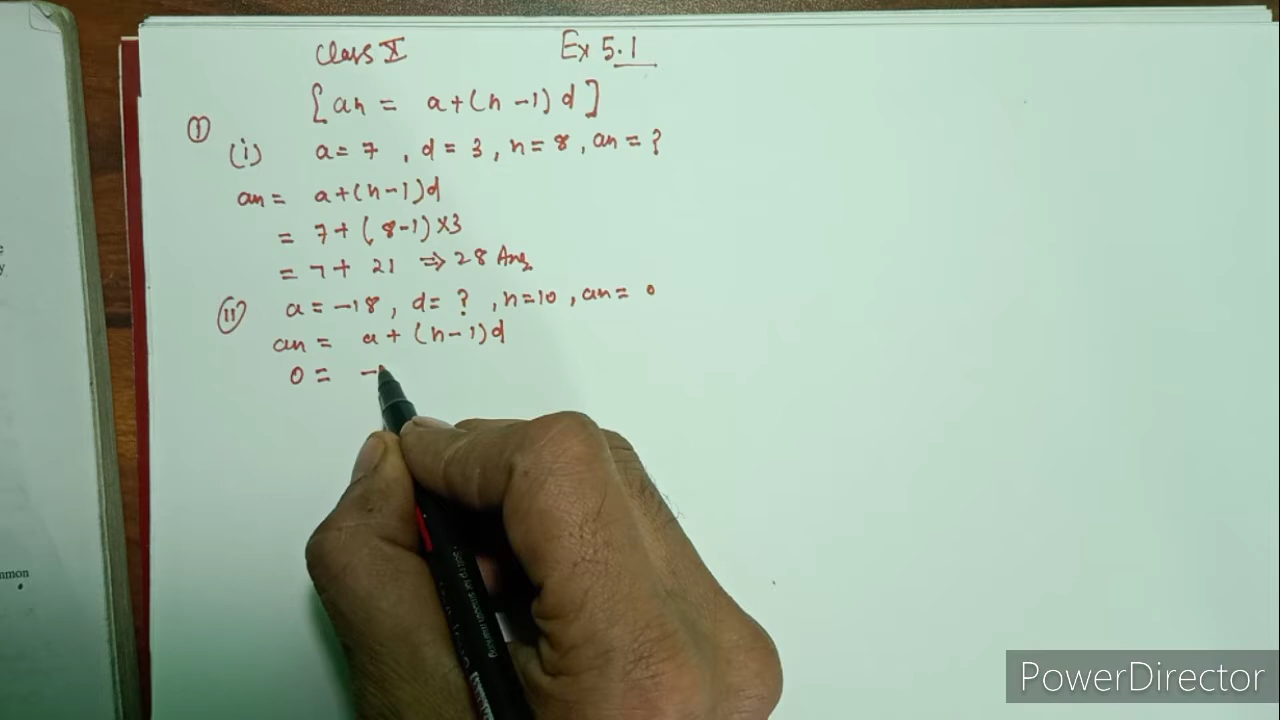 Class X Ex 5.1
[an = a+(n-1)d]
(I)
(i) a=7, d=3, n=8, an=?
an= a+(n-1)d
= 7+(8-1)×3
=7+ 21 ⇒28 Ans
(II) a=-18, d=?, n=10, an= 0
an= a+(n-1)d
0= -
mmon
PowerDirector